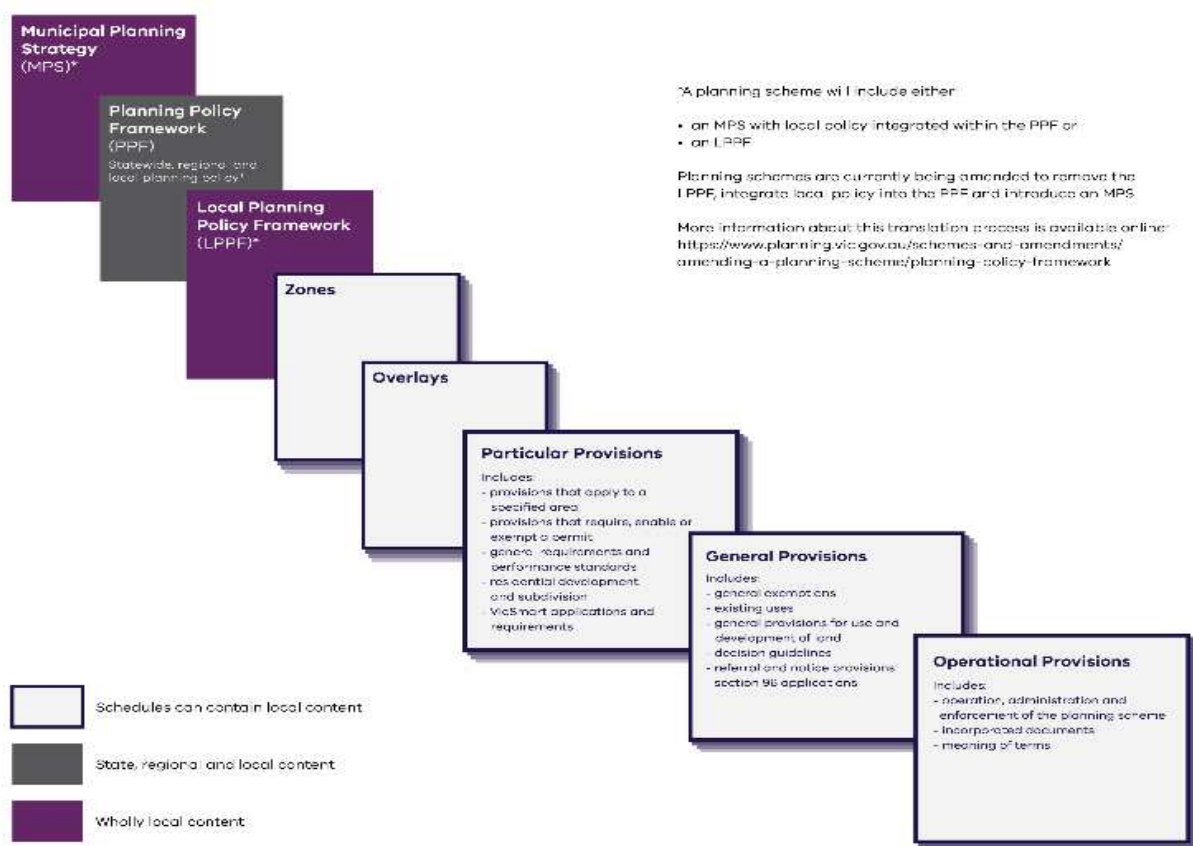 Municipal Planning
Strategy
(MPS)*
Planning Policy
Framework
(PPF)
Statewide, regional and
local planning policy*
Local Planning
Policy Framework
(LPPF)*
Zones
Overlays
Particular Provisions
Includes:
- provisions that apply to a
specified area
- provisions that require, enable or
exempt a permit
- general requirements and
performance standards
- residential development
and subdivision
- VicSmart applications and
requirements
General Provisions
Includes:
- general exemptions
- existing uses
- general provisions for use and
development of land
- decision guidelines
- referral and notice provisions
section 96 applications
Operational Provisions
Includes:
- operation, administration and
enforcement of the planning scheme
- incorporated documents
- meaning of terms
*A planning scheme will include either
• an MPS with local policy integrated within the PPF or
• an LPPF
Planning schemes are currently being amended to remove the
LPPF, integrate local policy into the PPF and introduce an MPS
More information about this translation process is available online:
https://www.planning.vic.gov.au/schemes-and-amendments/
amending-a-planning-scheme/planning-policy-framework
Schedules can contain local content
State, regional and local content
Wholly local content